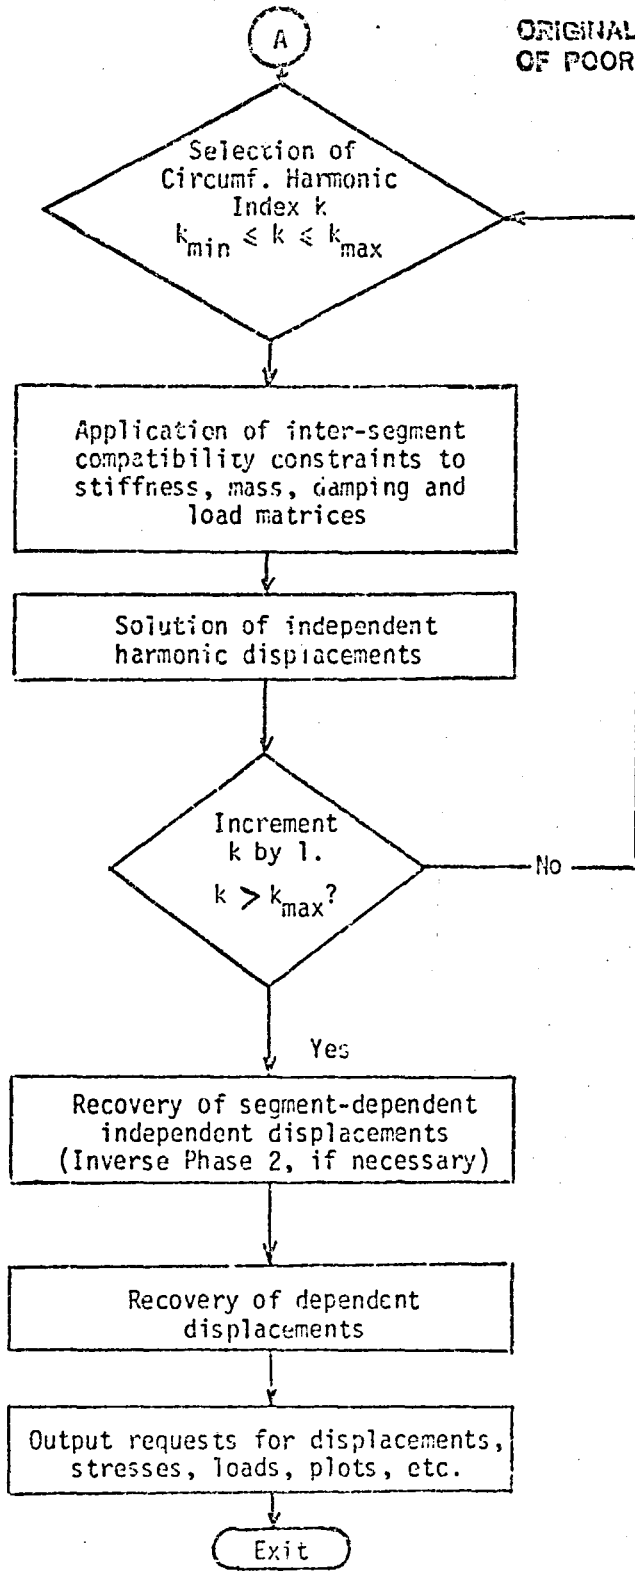 A
ORIGINAL
OF POOR
Selection of
Circumf. Harmonic
Index k
k_min ≤ k ≤ k_max
Application of inter-segment
compatibility constraints to
stiffness, mass, damping and
load matrices
Solution of independent
harmonic displacements
Increment
k by 1.
k > k_max?
No
Yes
Recovery of segment-dependent
independent displacements
(Inverse Phase 2, if necessary)
Recovery of dependent
displacements
Output requests for displacements,
stresses, loads, plots, etc.
Exit